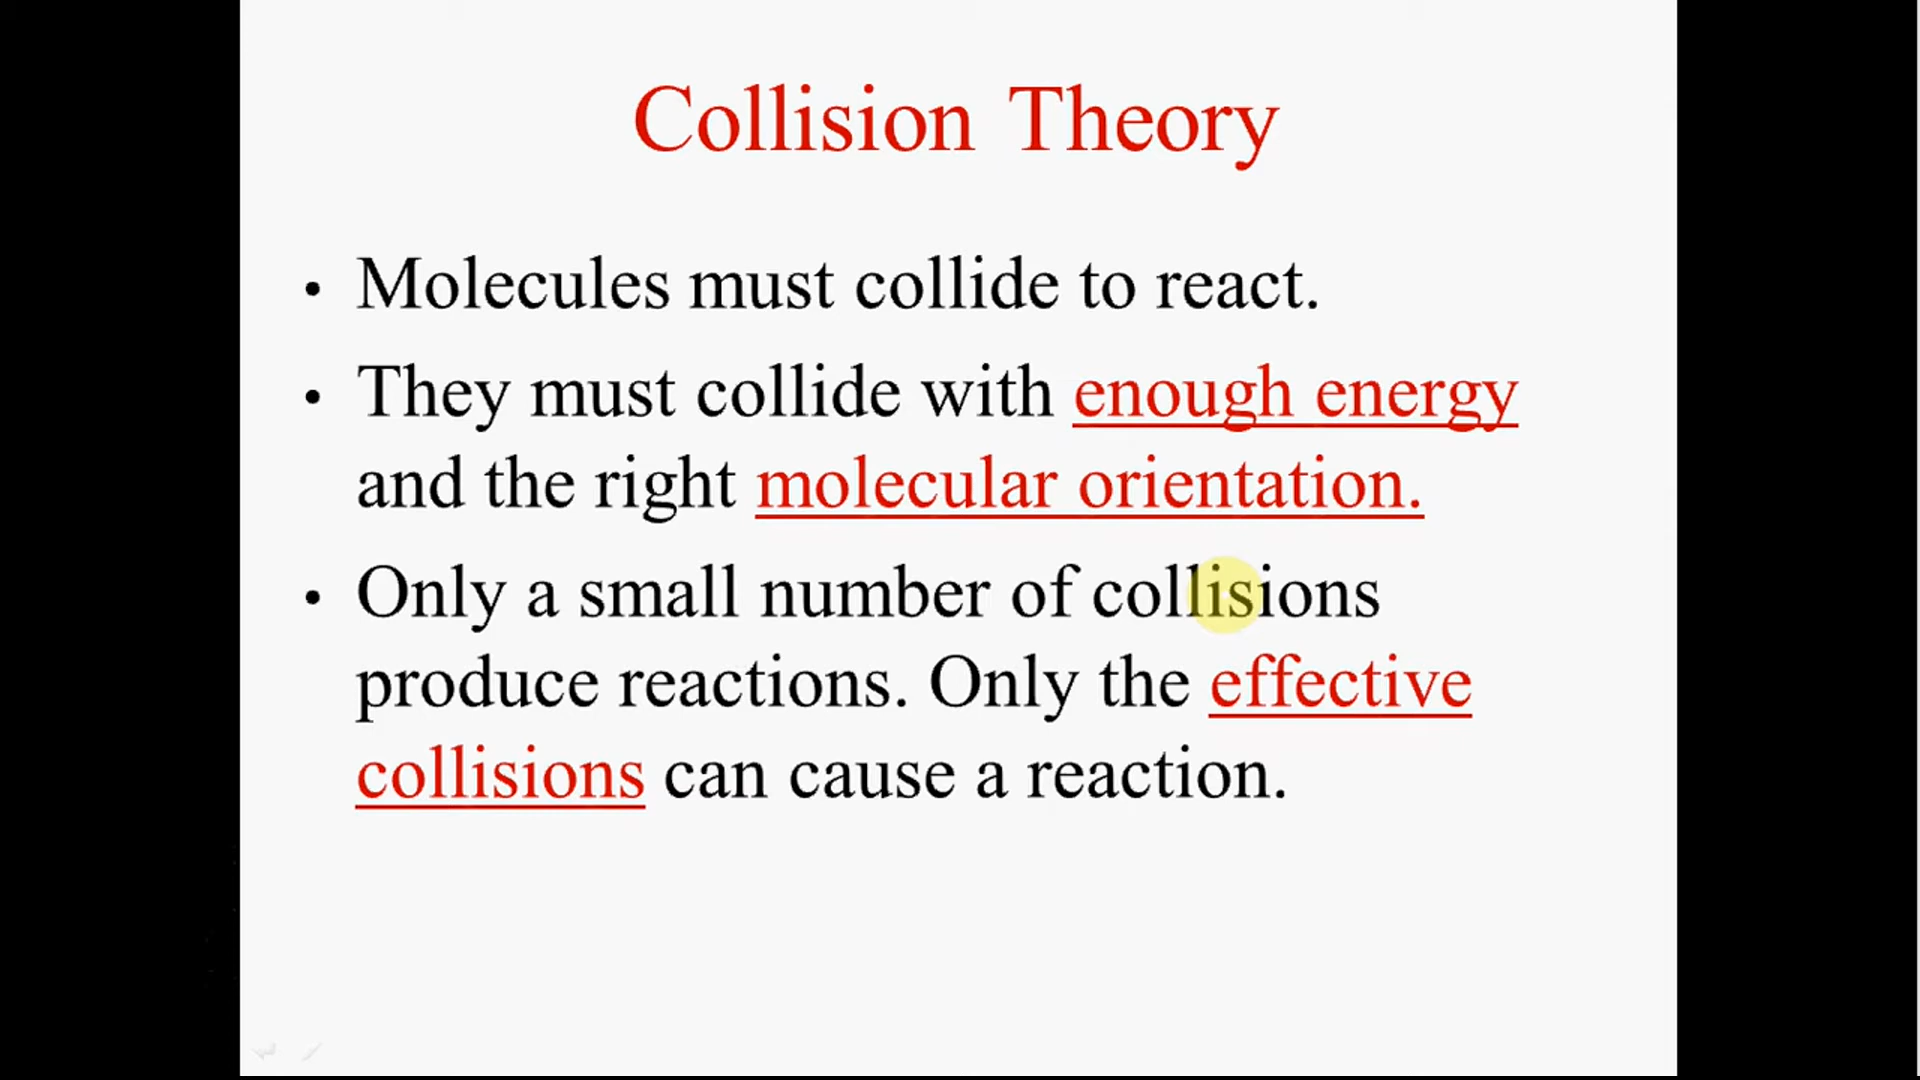 Collision Theory
• Molecules must collide to react.
• They must collide with enough energy
and the right molecular orientation.
• Only a small number of collisions
produce reactions. Only the effective
collisions can cause a reaction.